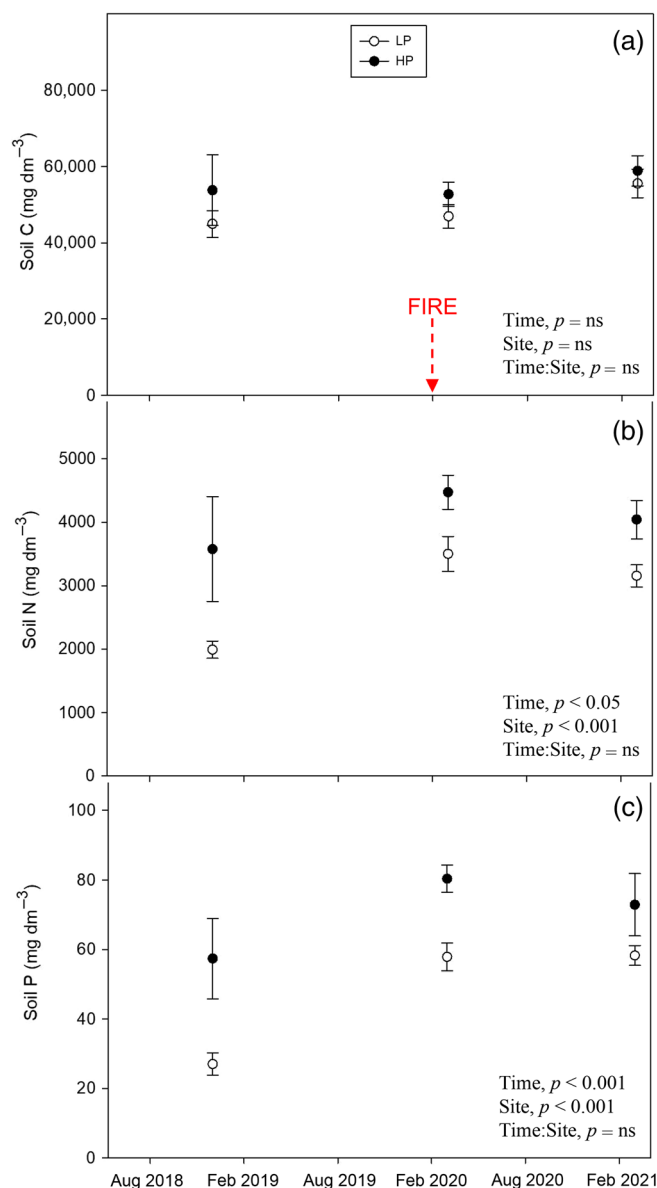 (a)
LP
HP
80,000
60,000
40,000
20,000
0
Soil C (mg dm⁻³)
FIRE
Time, p = ns
Site, p = ns
Time:Site, p = ns
(b)
5000
4000
3000
2000
1000
0
Soil N (mg dm⁻³)
Time, p < 0.05
Site, p < 0.001
Time:Site, p = ns
(c)
100
80
60
40
20
0
Soil P (mg dm⁻³)
Time, p < 0.001
Site, p < 0.001
Time:Site, p = ns
Aug 2018 Feb 2019 Aug 2019 Feb 2020 Aug 2020 Feb 2021